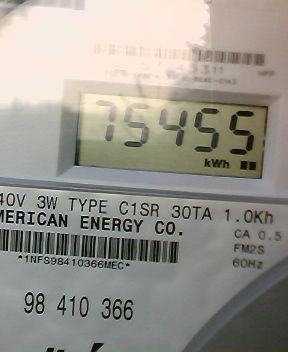 75455
kWh
40V 3W TYPE C1SR 30TA 1.0Kh
MERICAN ENERGY CO.
CA 0.5
FM2S
60Hz
*1NFS98410366MEC*
98 410 366